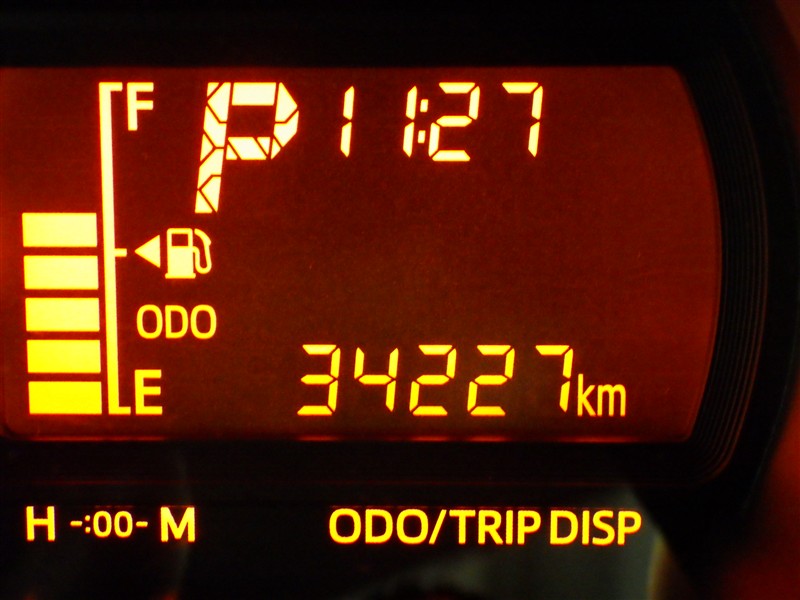 F P 11:27
ODO
E 34227km
H -:00- M ODO/TRIP DISP